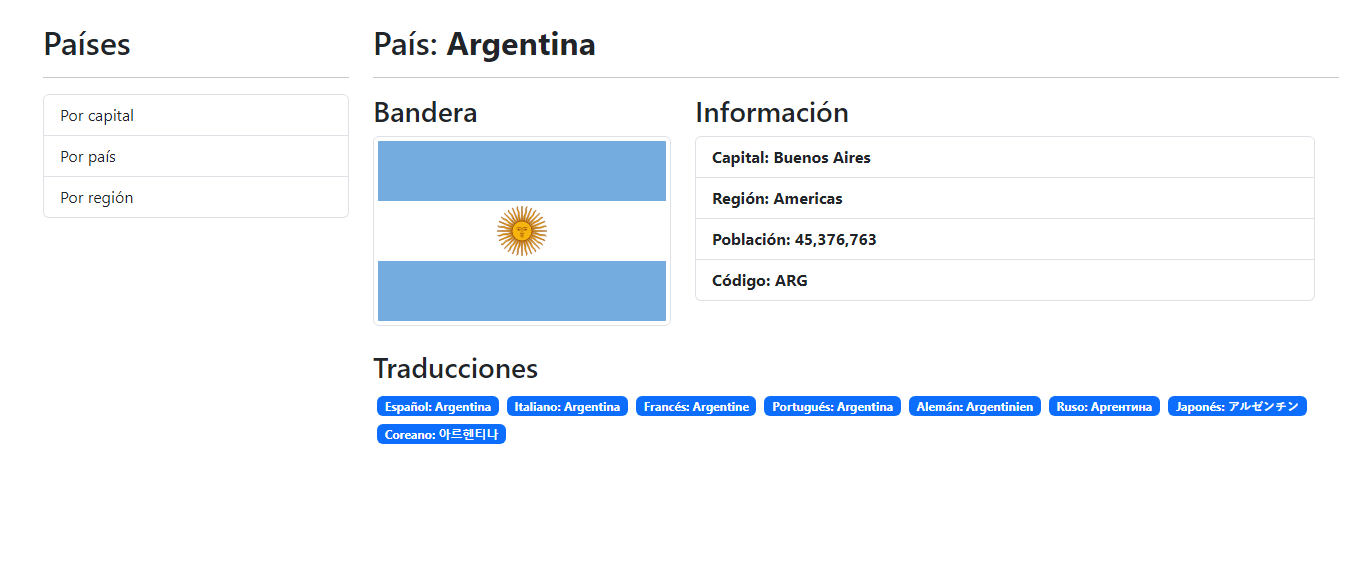 Países
Por capital
Por país
Por región
País: Argentina
Bandera
Información
Capital: Buenos Aires
Región: Americas
Población: 45,376,763
Código: ARG
Traducciones
Español: Argentina Italiano: Argentina Francés: Argentine Portugués: Argentina Alemán: Argentinien Ruso: Аргентина Japonés: アルゼンチン
Coreano: 아르헨티나